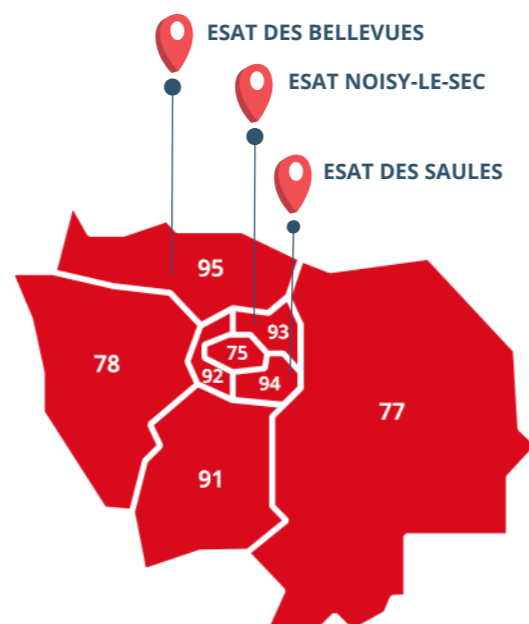 ESAT DES BELLEVUES
ESAT NOISY-LE-SEC
ESAT DES SAULES
95
93
78
75
92
94
77
91